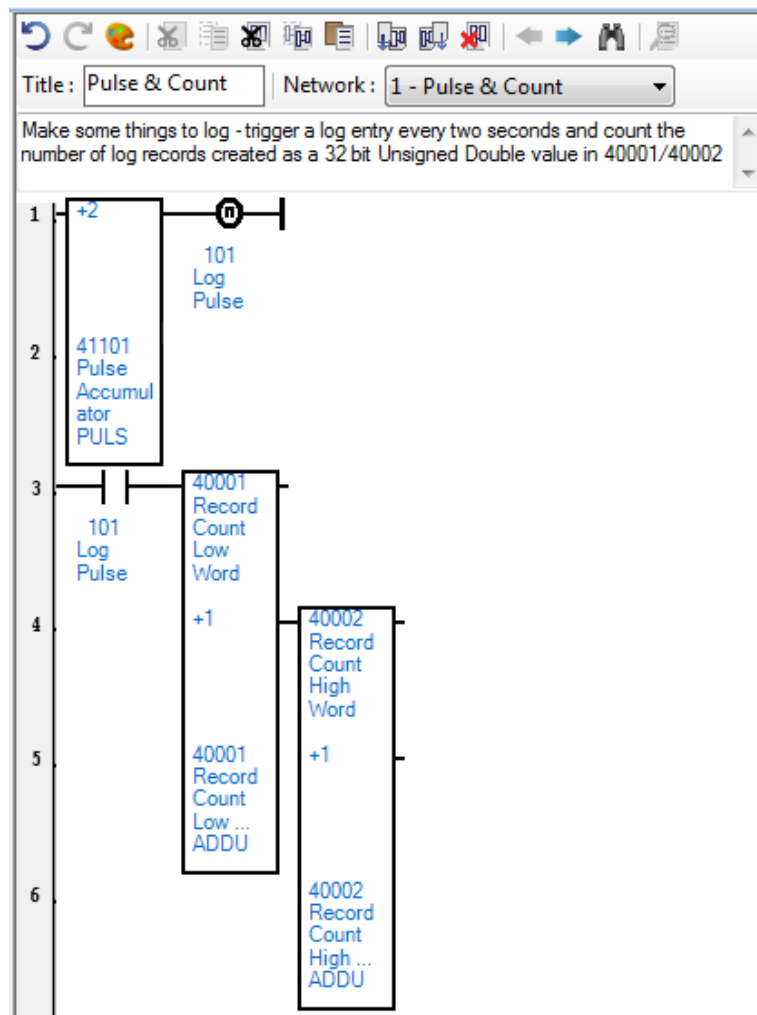 Title : Pulse & Count Network : 1 - Pulse & Count
Make some things to log - trigger a log entry every two seconds and count the
number of log records created as a 32 bit Unsigned Double value in 40001/40002
1
+2
n
101
Log
Pulse
2
41101
Pulse
Accumul
ator
PULS
3
101
Log
Pulse
40001
Record
Count
Low
Word
4
+1
40002
Record
Count
High
Word
5
40001
Record
Count
Low ...
ADDU
+1
6
40002
Record
Count
High ...
ADDU